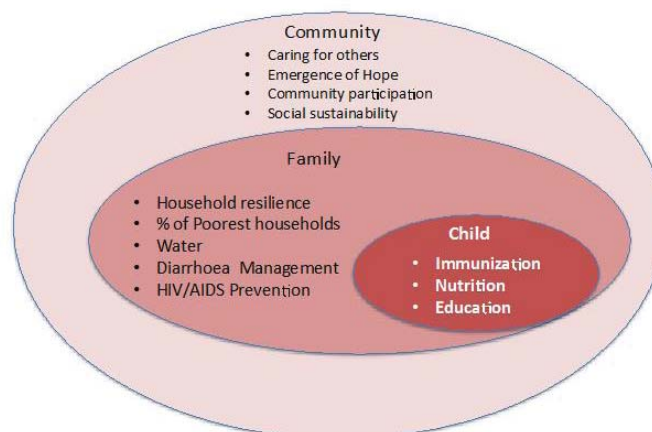 Community
• Caring for others
• Emergence of Hope
• Community participation
• Social sustainability
Family
• Household resilience
• % of Poorest households
• Water
• Diarrhoea Management
• HIV/AIDS Prevention
Child
• Immunization
• Nutrition
• Education